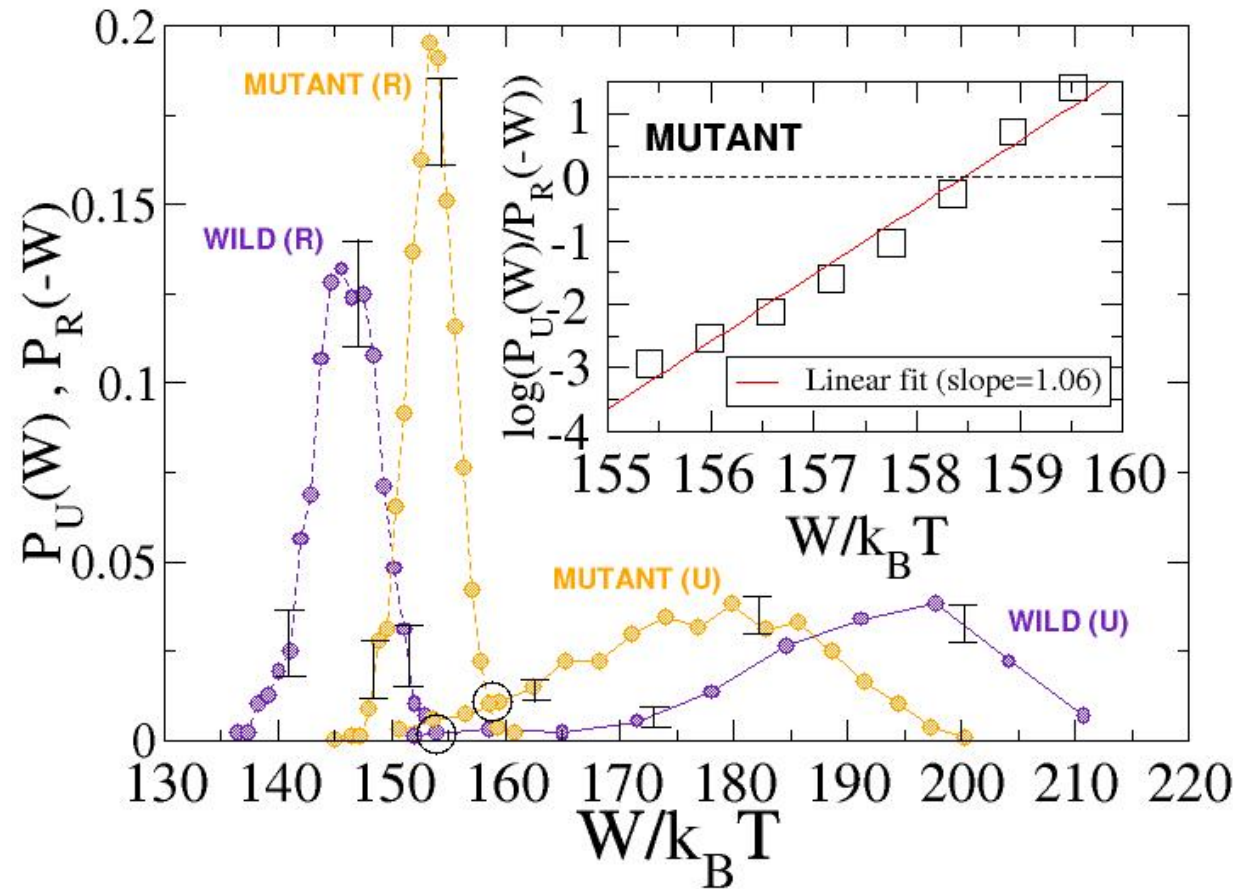 P_U(W) , P_R(-W)
0.2
0.15
0.1
0.05
0
MUTANT (R)
WILD (R)
MUTANT (U)
WILD (U)
130 140 150 160 170 180 190 200 210 220
W/k_BT
log(P_U(W)/P_R(-W))
1
0
-1
-2
-3
-4
MUTANT
Linear fit (slope=1.06)
155 156 157 158 159 160
W/k_BT